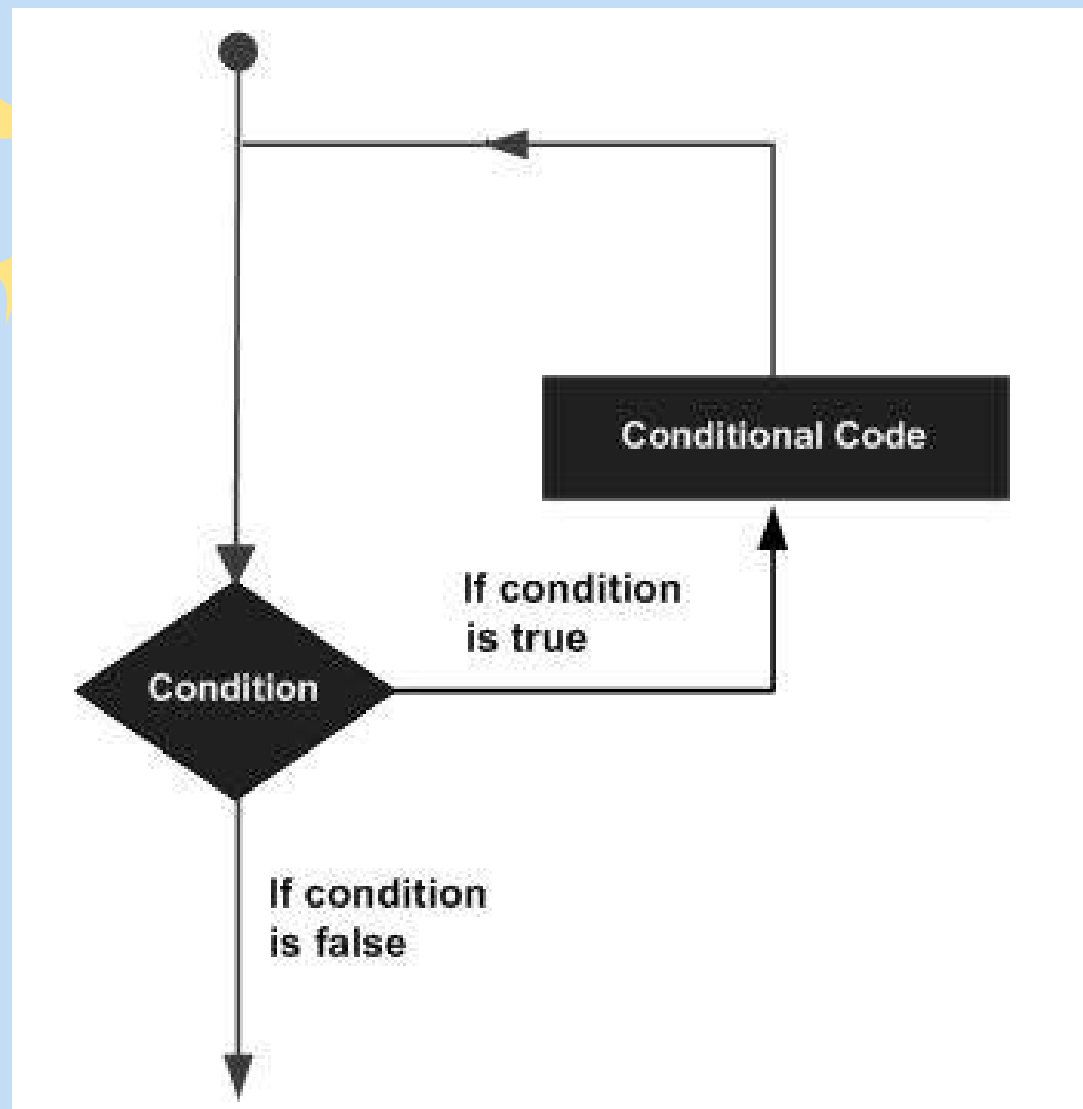 Conditional Code
If condition
is true
Condition
If condition
is false